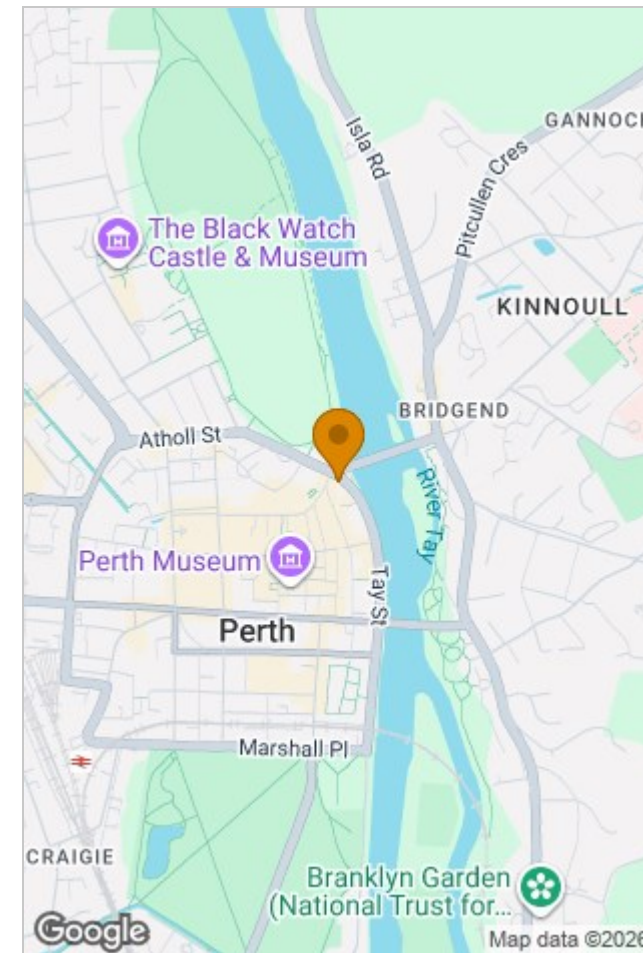 GANNOCH
Isla Rd
Pitcullen Cres
The Black Watch
Castle & Museum
KINNOULL
BRIDGEND
Atholl St
River Tay
Perth Museum
Tay St
Perth
Marshall Pl
CRAIGIE
Branklyn Garden
(National Trust for...
Google
Map data ©2026